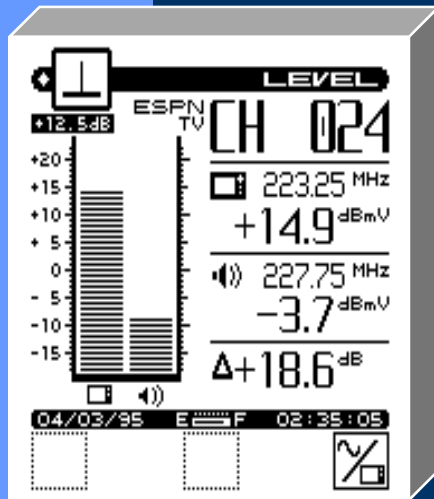 LEVEL
+12.5dB
ESPN
TV
CH 024
+20
+15
+10
+ 5
0
- 5
-10
-15
223.25 MHz
+14.9 dBmV
227.75 MHz
-3.7 dBmV
Δ+18.6 dB
04/03/95 E F 02:35:05